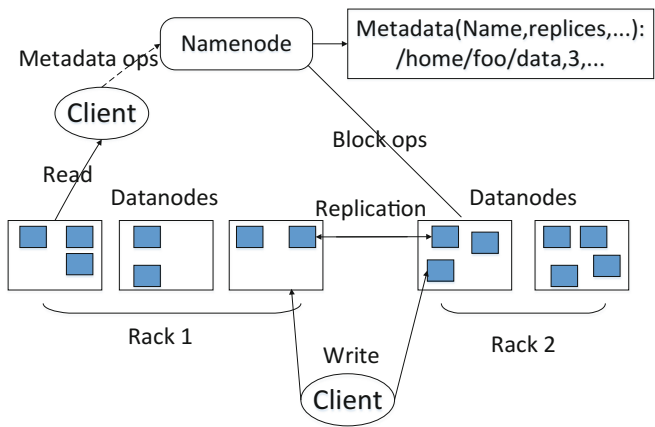 Metadata(Name,replices,...):
/home/foo/data,3,...
Namenode
Metadata ops
Client
Block ops
Read
Datanodes
Replication
Datanodes
Rack 1
Rack 2
Write
Client